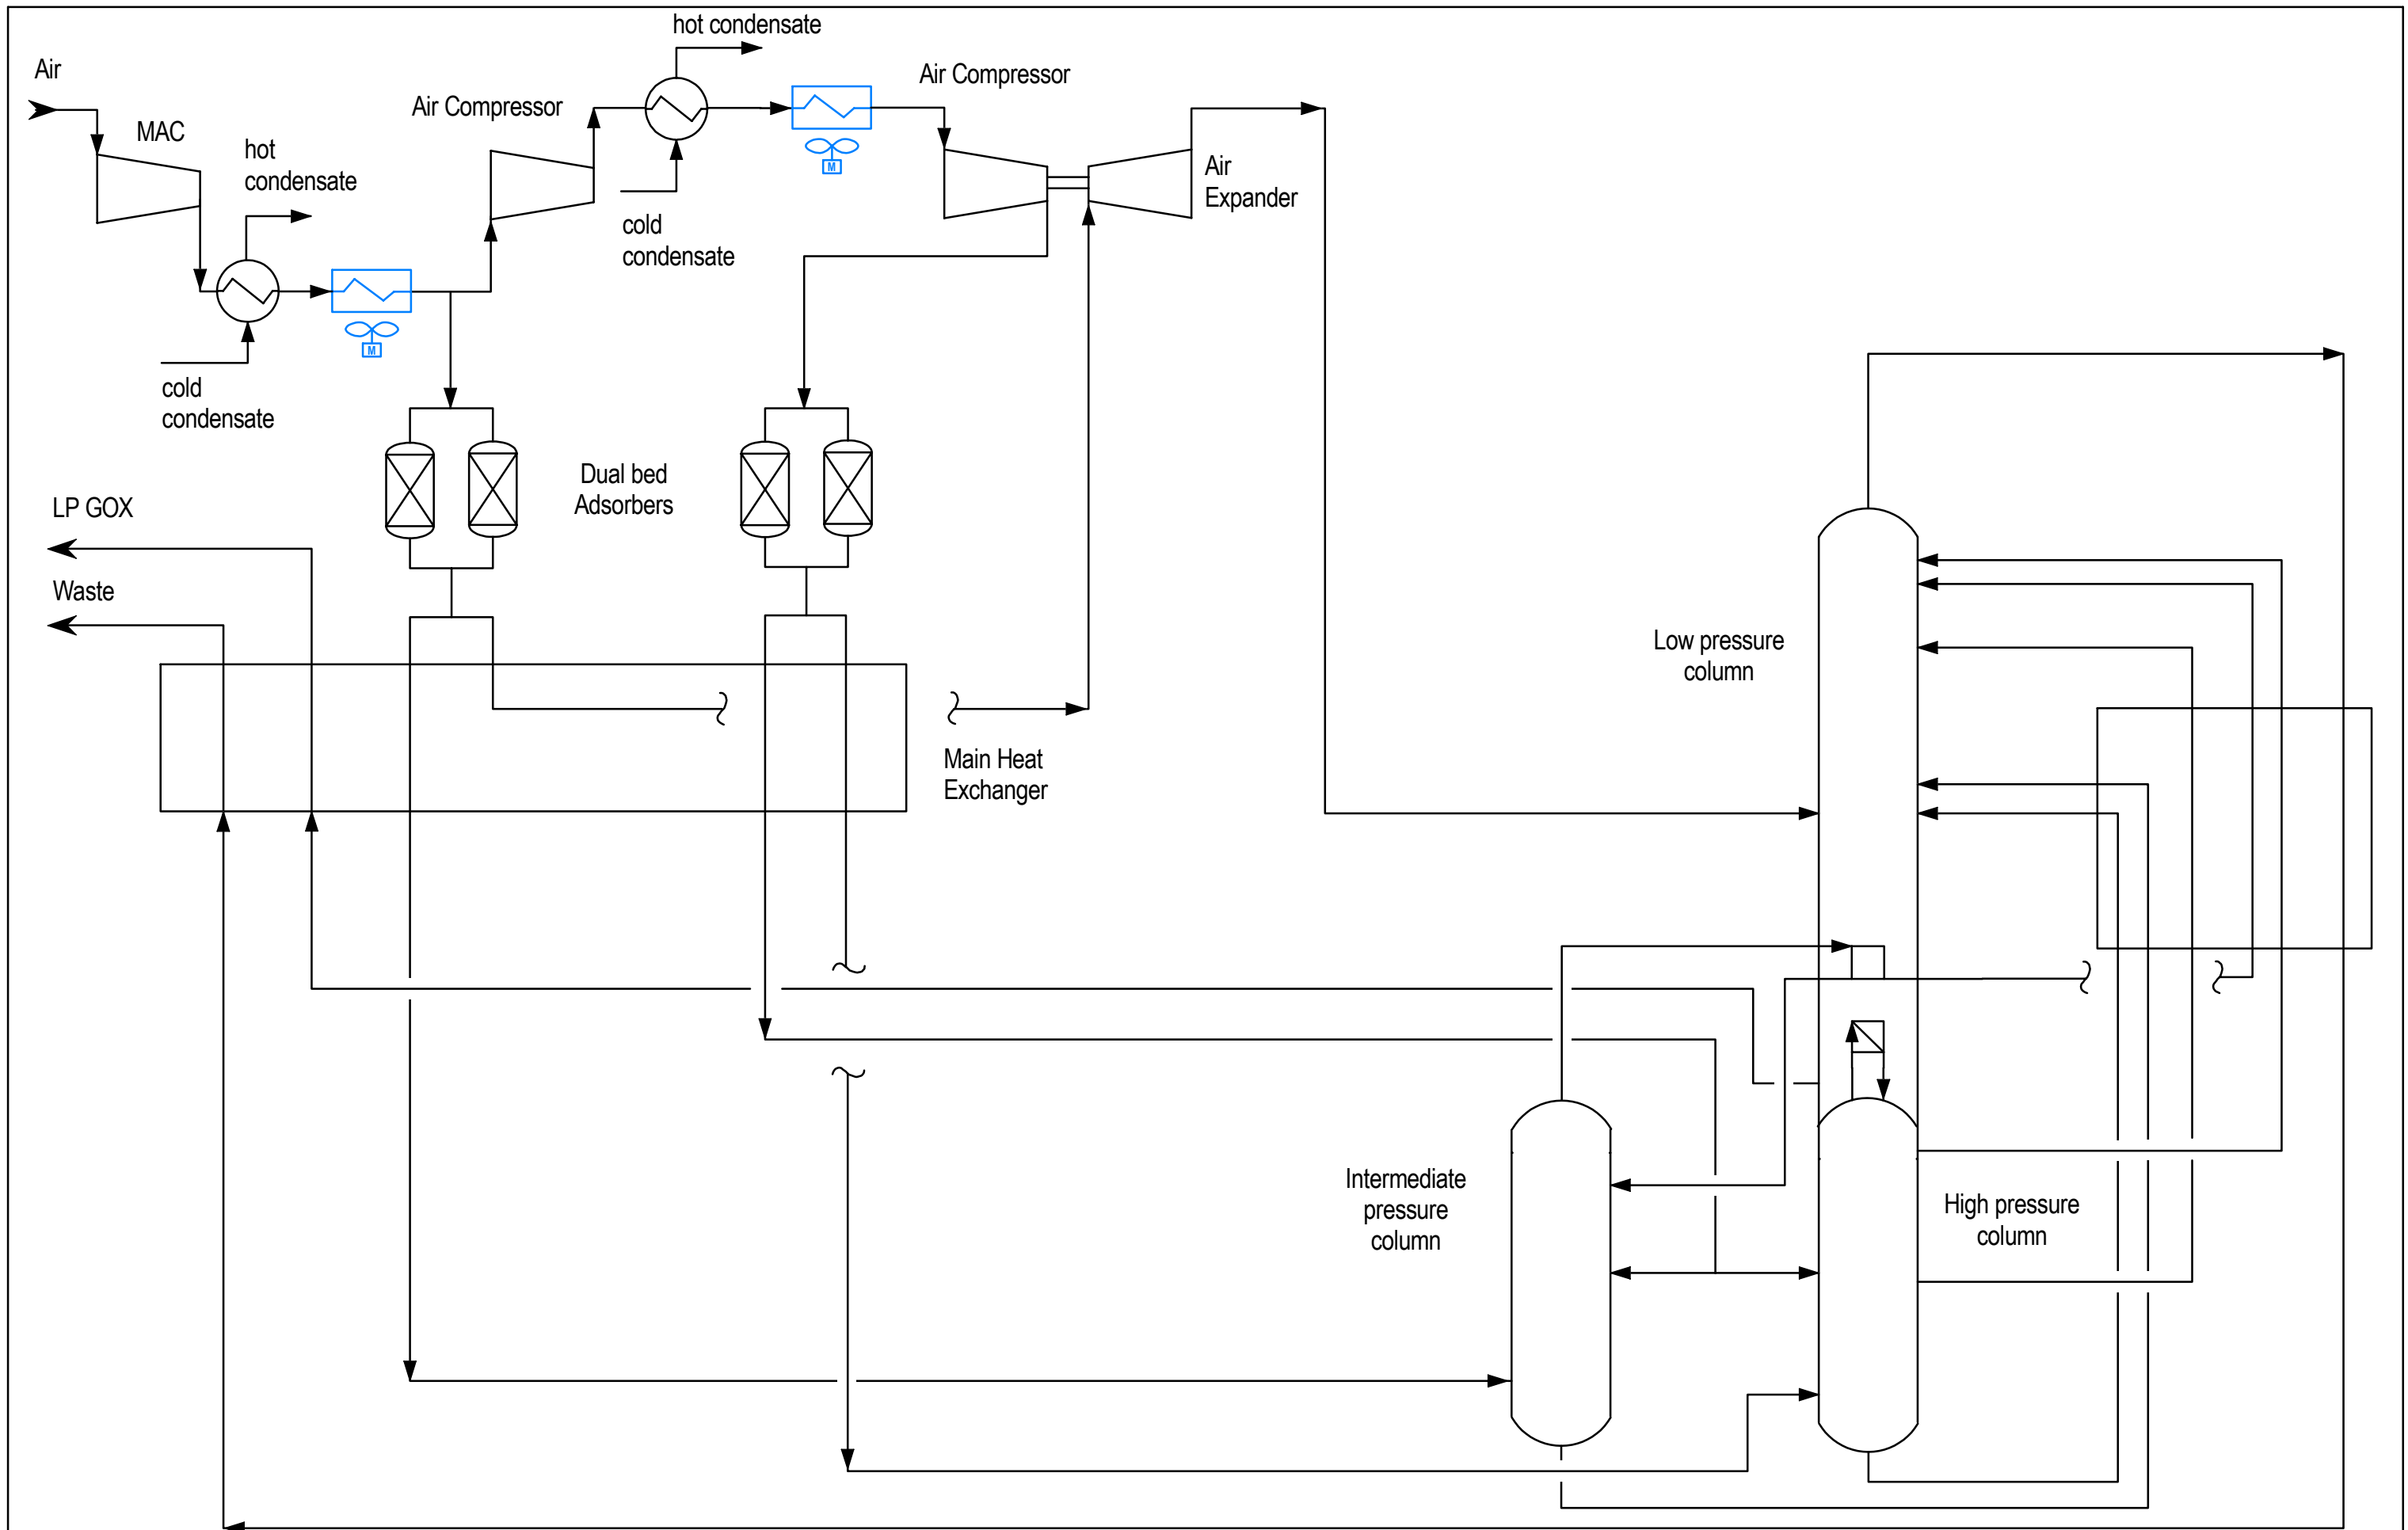 hot condensate
Air
Air Compressor
Air Compressor
MAC
hot
condensate
Air
Expander
M
cold
condensate
M
cold
condensate
Dual bed
Adsorbers
LP GOX
Waste
Low pressure
column
Main Heat
Exchanger
Intermediate
pressure
column
High pressure
column